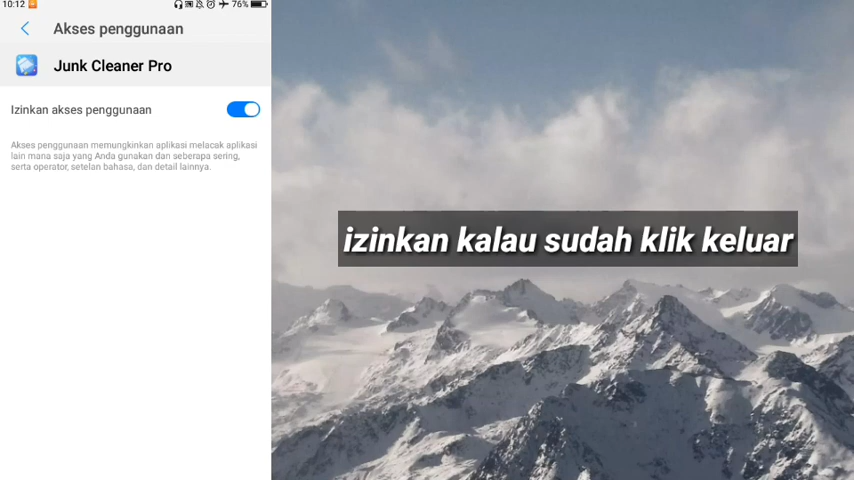 10:12
76%
Akses penggunaan
Junk Cleaner Pro
Izinkan akses penggunaan
Akses penggunaan memungkinkan aplikasi melacak aplikasi
lain mana saja yang Anda gunakan dan seberapa sering,
serta operator, setelan bahasa, dan detail lainnya.
izinkan kalau sudah klik keluar